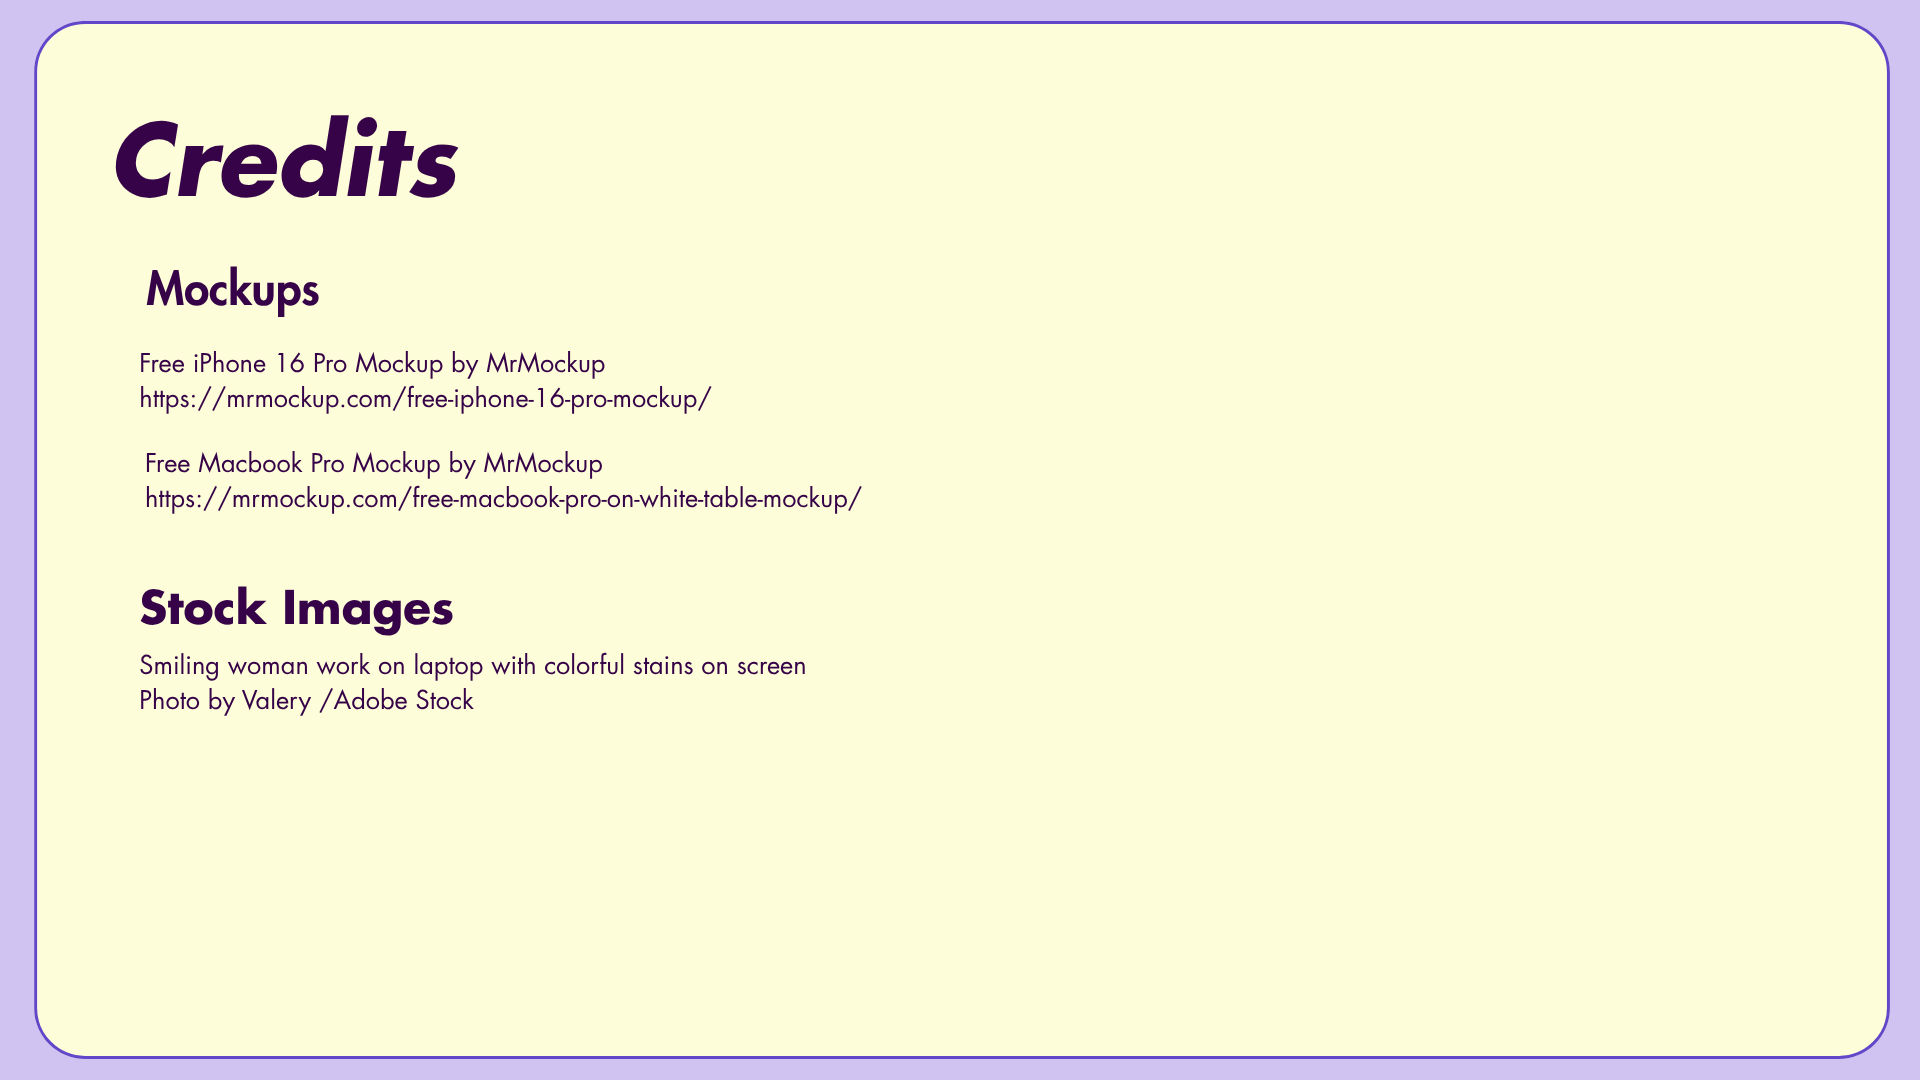 Credits
Mockups
Free iPhone 16 Pro Mockup by MrMockup
https://mrmockup.com/free-iphone-16-pro-mockup/
Free Macbook Pro Mockup by MrMockup
https://mrmockup.com/free-macbook-pro-on-white-table-mockup/
Stock Images
Smiling woman work on laptop with colorful stains on screen
Photo by Valery /Adobe Stock